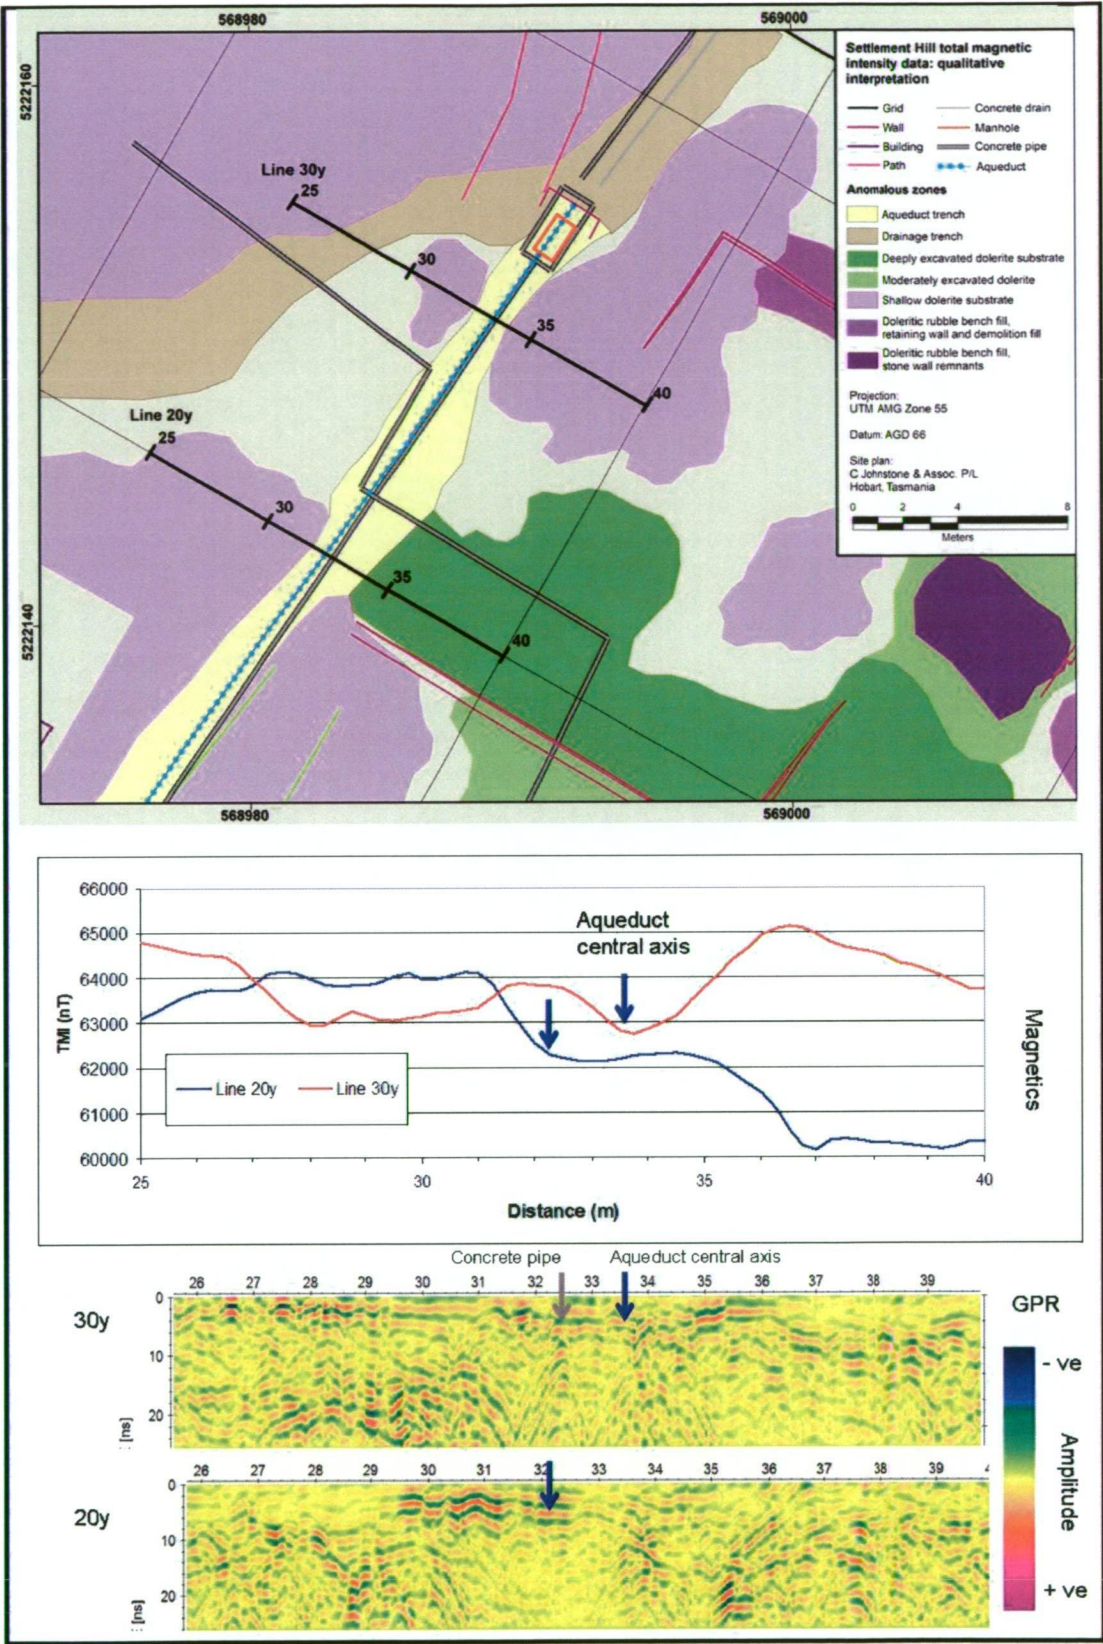 568980
569000
5222160
5222140
Line 30y
25
30
35
40
Line 20y
25
30
35
40
568980
569000
Settlement Hill total magnetic
intensity data: qualitative
interpretation
Grid
Concrete drain
Wall
Manhole
Building
Concrete pipe
Path
Aqueduct
Anomalous zones
Aqueduct trench
Drainage trench
Deeply excavated dolerite substrate
Moderately excavated dolerite
Shallow dolerite substrate
Doleritic rubble bench fill,
retaining wall and demolition fill
Doleritic rubble bench fill,
stone wall remnants
Projection:
UTM AMG Zone 55
Datum: AGD 66
Site plan:
C Johnstone & Assoc. P/L
Hobart, Tasmania
0 2 4 8
Meters
66000
65000
64000
63000
62000
61000
60000
TMI (nT)
Aqueduct
central axis
Line 20y Line 30y
25 30 35 40
Distance (m)
Magnetics
Concrete pipe Aqueduct central axis
26 27 28 29 30 31 32 33 34 35 36 37 38 39
30y
0
10
20
[ns]
26 27 28 29 30 31 32 33 34 35 36 37 38 39 4
20y
0
10
20
[ns]
GPR
- ve
Amplitude
+ ve